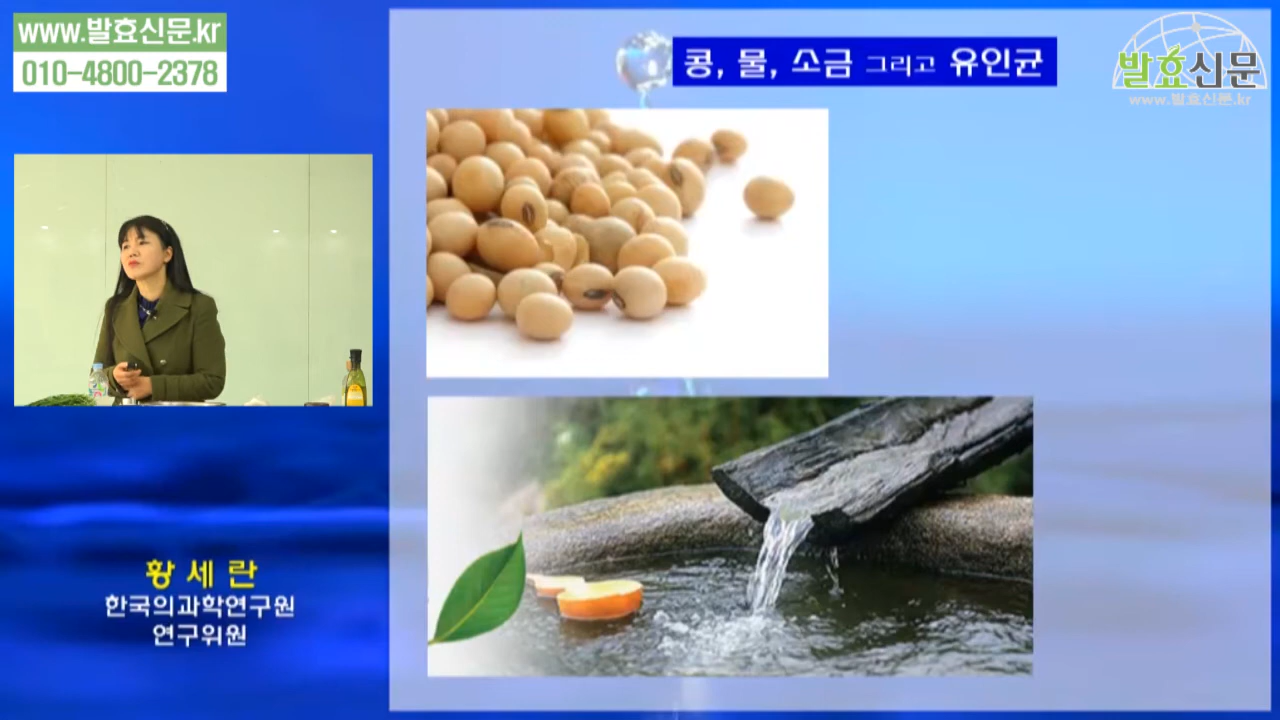 www.발효신문.kr
010-4800-2378
콩, 물, 소금 그리고 유인균
발효신문
www.발효신문.kr
황 세 란
한국의과학연구원
연구위원